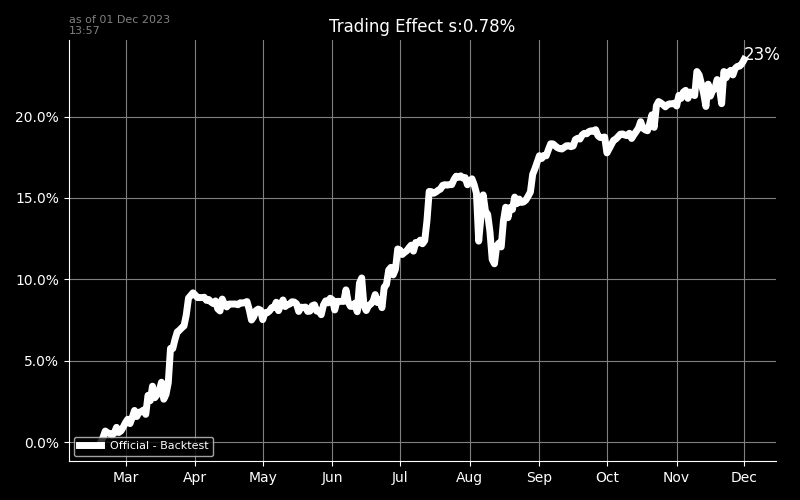 as of 01 Dec 2023
13:57
Trading Effect s:0.78%
23%
20.0%
15.0%
10.0%
5.0%
0.0%
Official - Backtest
Mar Apr May Jun Jul Aug Sep Oct Nov Dec